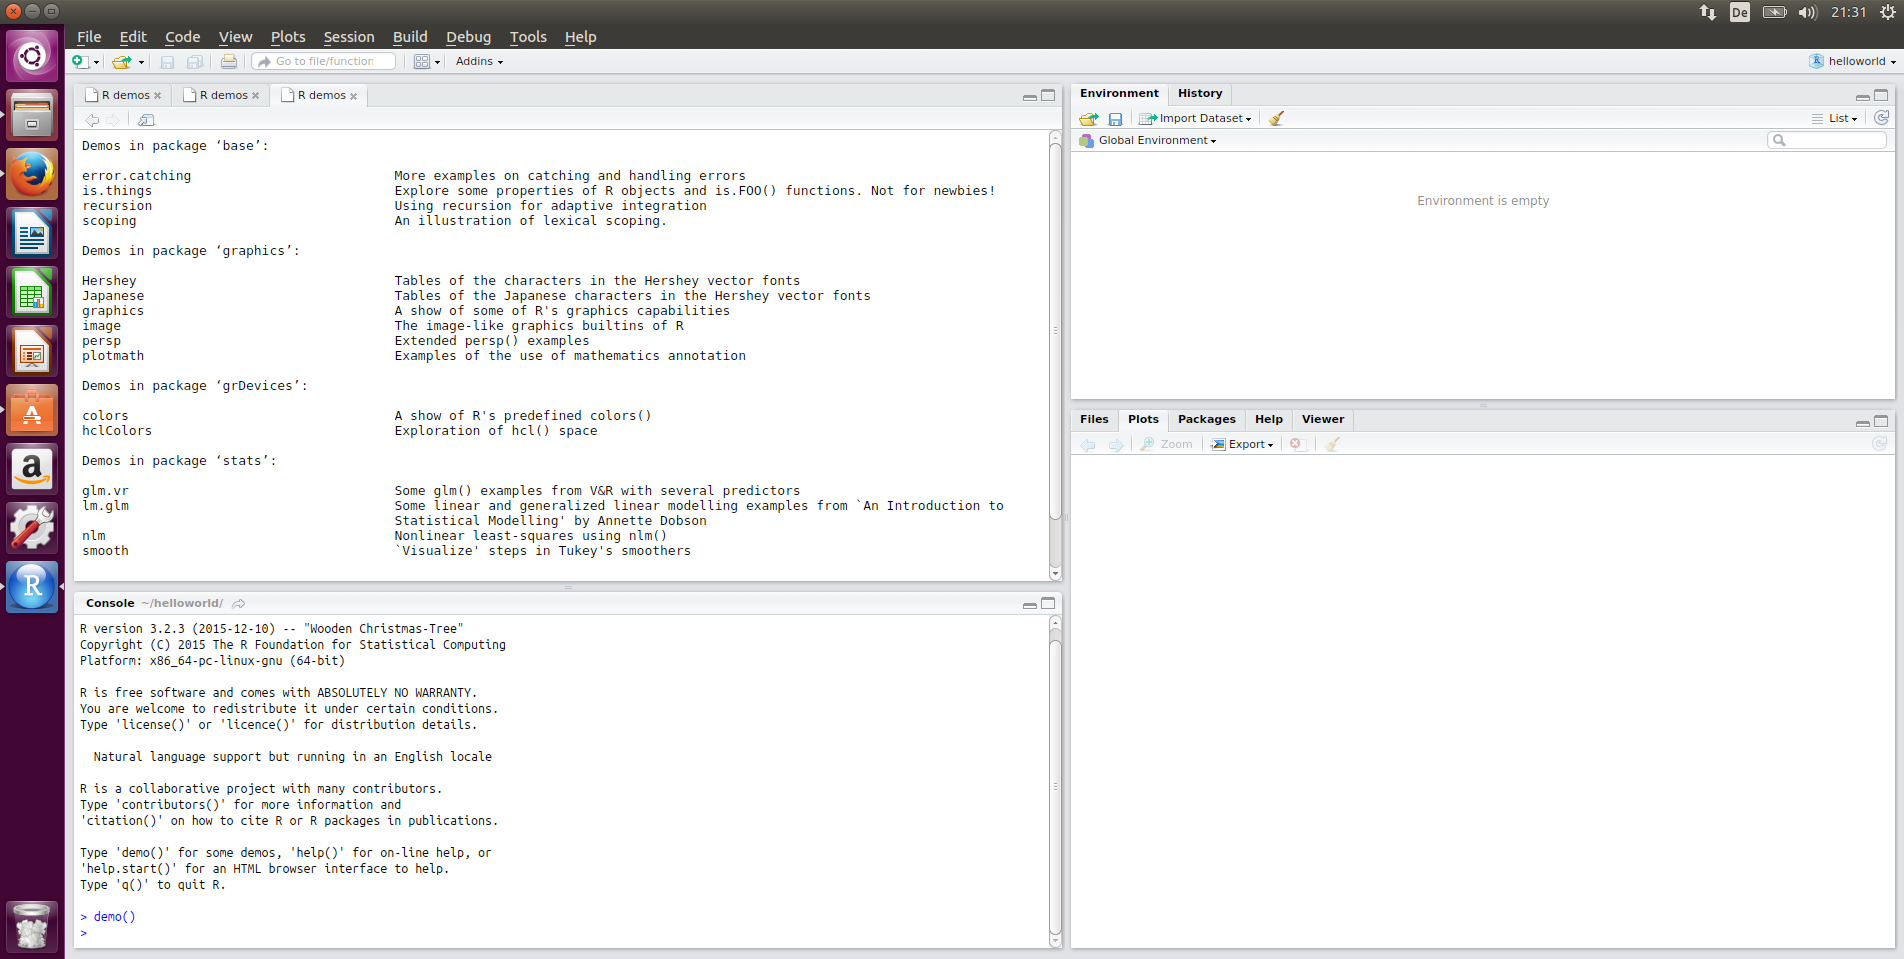 De 21:31
File Edit Code View Plots Session Build Debug Tools Help
Go to file/function Addins helloworld
R demos R demos R demos
Demos in package ‘base’:
error.catching More examples on catching and handling errors
is.things Explore some properties of R objects and is.FOO() functions. Not for newbies!
recursion Using recursion for adaptive integration
scoping An illustration of lexical scoping.
Demos in package ‘graphics’:
Hershey Tables of the characters in the Hershey vector fonts
Japanese Tables of the Japanese characters in the Hershey vector fonts
graphics A show of some of R's graphics capabilities
image The image-like graphics builtins of R
persp Extended persp() examples
plotmath Examples of the use of mathematics annotation
Demos in package ‘grDevices’:
colors A show of R's predefined colors()
hclColors Exploration of hcl() space
Demos in package ‘stats’:
glm.vr Some glm() examples from V&R with several predictors
lm.glm Some linear and generalized linear modelling examples from `An Introduction to
Statistical Modelling' by Annette Dobson
nlm Nonlinear least-squares using nlm()
smooth `Visualize' steps in Tukey's smoothers
Console ~/helloworld/
R version 3.2.3 (2015-12-10) -- "Wooden Christmas-Tree"
Copyright (C) 2015 The R Foundation for Statistical Computing
Platform: x86_64-pc-linux-gnu (64-bit)
R is free software and comes with ABSOLUTELY NO WARRANTY.
You are welcome to redistribute it under certain conditions.
Type 'license()' or 'licence()' for distribution details.
Natural language support but running in an English locale
R is a collaborative project with many contributors.
Type 'contributors()' for more information and
'citation()' on how to cite R or R packages in publications.
Type 'demo()' for some demos, 'help()' for on-line help, or
'help.start()' for an HTML browser interface to help.
Type 'q()' to quit R.
> demo()
>
Environment History
Import Dataset List
Global Environment
Environment is empty
Files Plots Packages Help Viewer
Zoom Export
a
R